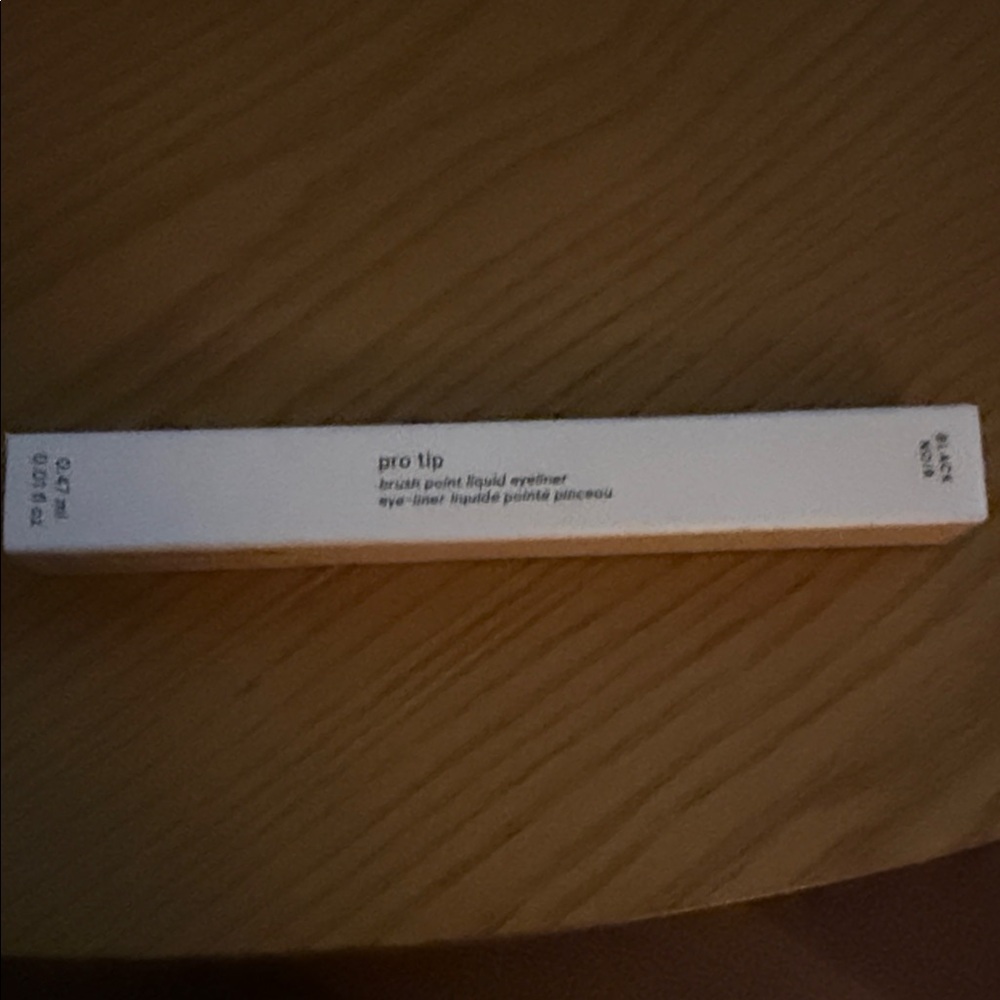 0.47 ml
0.01 fl oz
pro tip
brush point liquid eyeliner
eye-liner liquide pointe pinceau
BLACK
NOIR